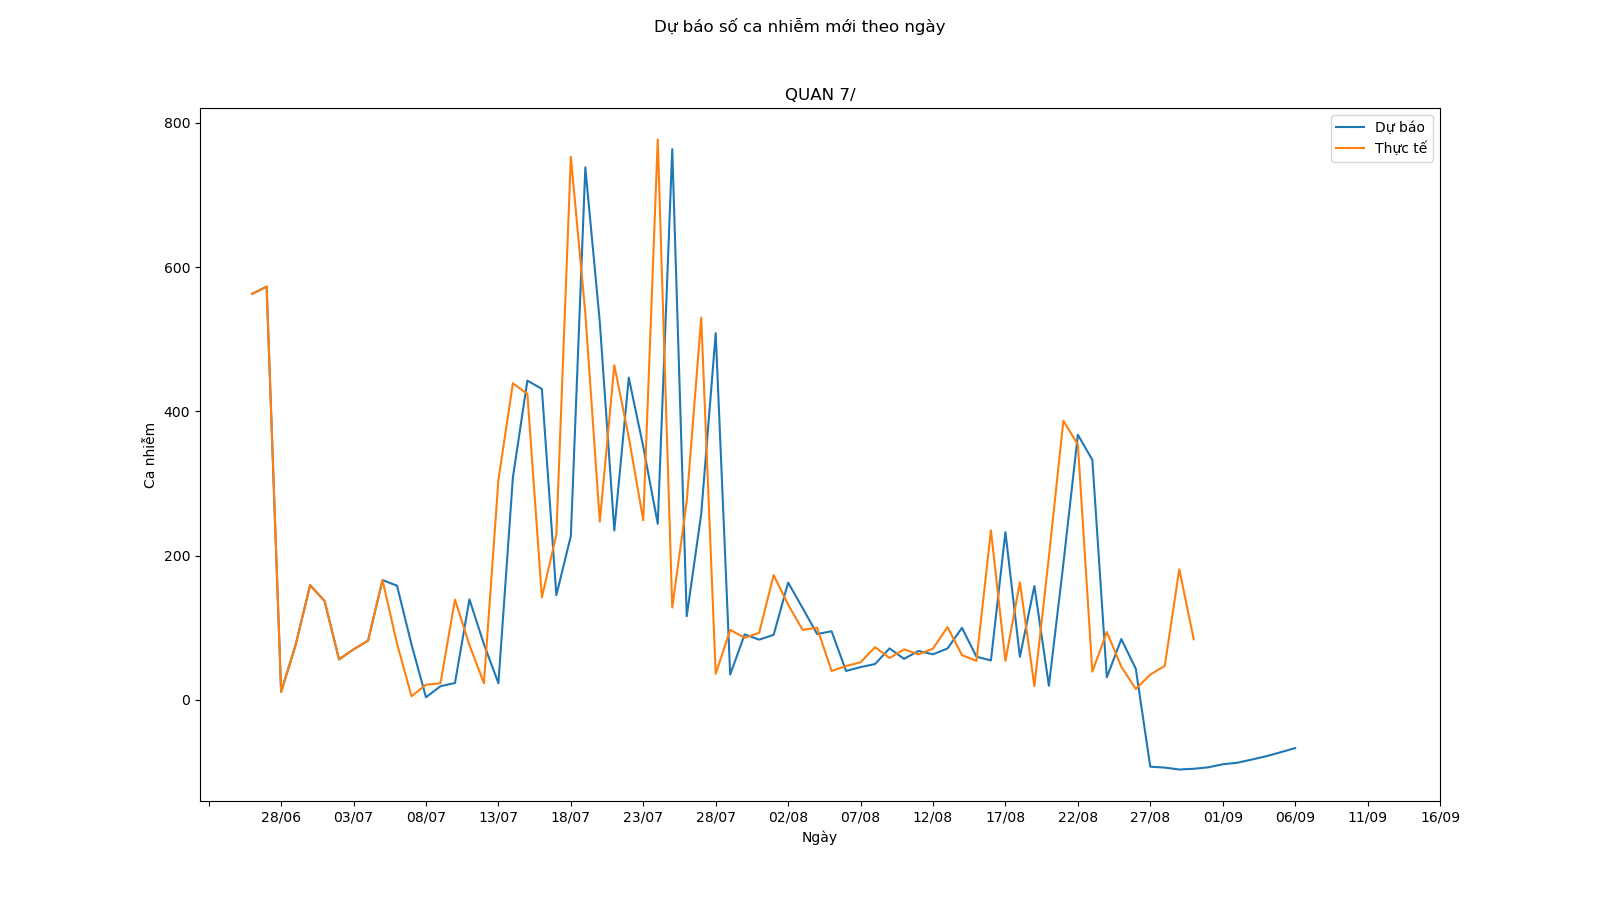 Dự báo số ca nhiễm mới theo ngày
QUAN 7/
Dự báo
Thực tế
800
600
400
200
0
Ca nhiễm
28/06 03/07 08/07 13/07 18/07 23/07 28/07 02/08 07/08 12/08 17/08 22/08 27/08 01/09 06/09 11/09 16/09
Ngày